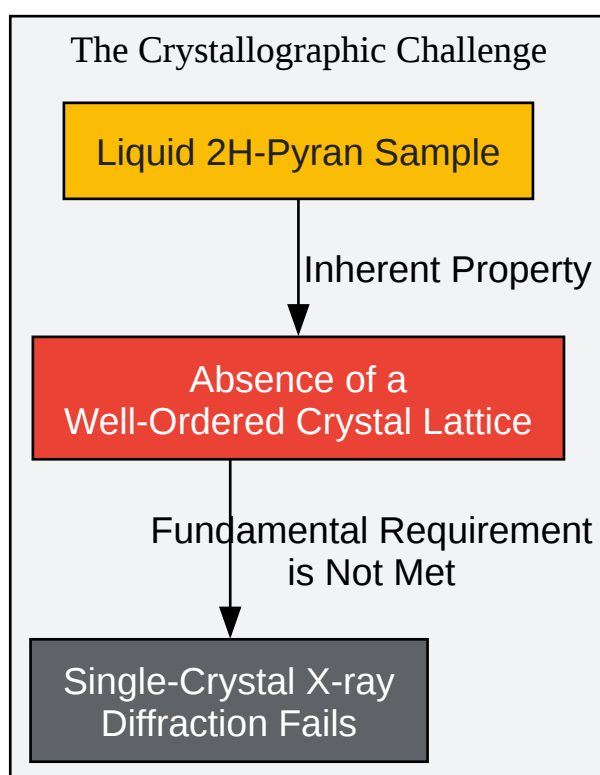 The Crystallographic Challenge
Liquid 2H-Pyran Sample
Inherent Property
Absence of a
Well-Ordered Crystal Lattice
Fundamental Requirement
is Not Met
Single-Crystal X-ray
Diffraction Fails